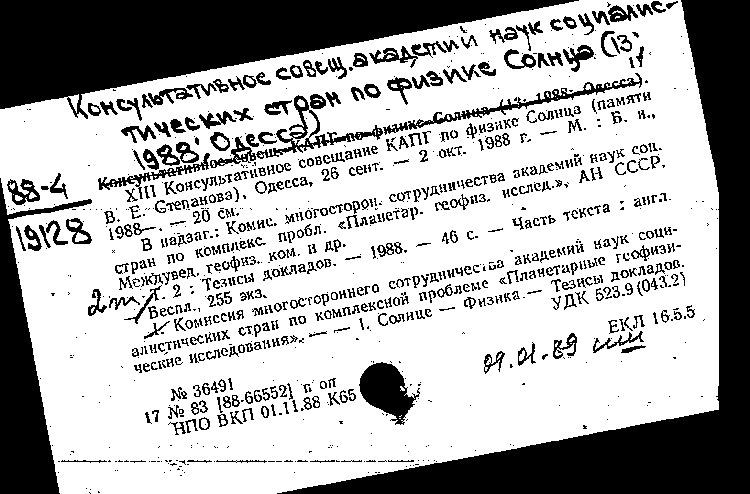 Консультативное совещ. академий наук социалис-
тических стран по физике Солнца (13;
1988; Одесса)
Консультативное совещ. КАПГ по физике Солнца (13; 1988; Одесса).
88-4
19128
XIII Консультативное совещание КАПГ по физике Солнца (памяти
В. Е. Степанова), Одесса, 26 сент. — 2 окт. 1988 г. — М. : Б. и.,
1988—. — 20 см.
В надзаг.: Комис. многосторон. сотрудничества академий наук соц.
стран по комплекс. пробл. «Планетар. геофиз. исслед.», АН СССР,
Междувед. геофиз. ком. и др.
2т Т. 2 : Тезисы докладов. — 1988. — 46 с. — Часть текста : англ.
Беспл., 255 экз.
1. Комиссия многостороннего сотрудничества академий наук соци-
алистических стран по комплексной проблеме «Планетарные геофизи-
ческие исследования». — — 1. Солнце — Физика — Тезисы докладов.
УДК 523.9(043.2)
ЕКЛ 16.5.5
29.01.89
№ 36491
17 № 83 [88-66552] п оп
НПО ВКП 01.11.88 К65